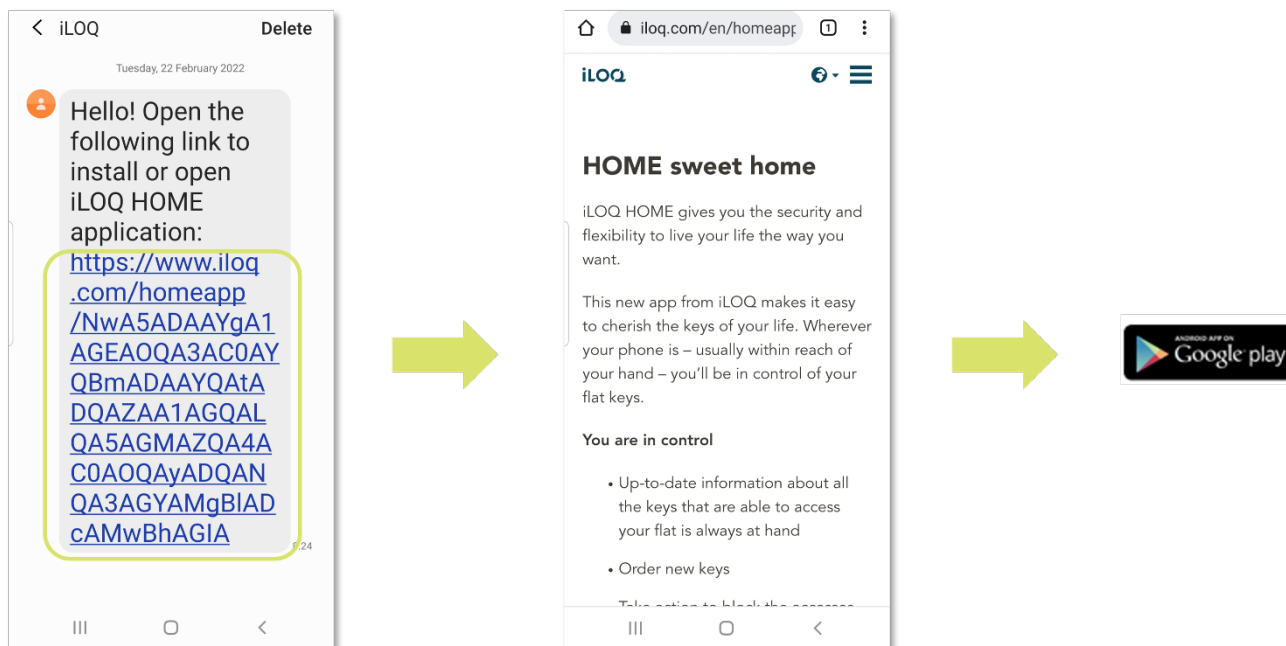 iLOQ
Delete
Tuesday, 22 February 2022
Hello! Open the
following link to
install or open
iLOQ HOME
application:
https://www.iloq
.com/homeapp
/NwA5ADAAYgA1
AGEAOQA3AC0AY
QBmADAAYQAtA
DQAZAA1AGQAL
QA5AGMAZQA4A
C0AOQAyADQAN
QA3AGYAMgBlAD
cAMwBhAGIA
iloq.com/en/homeapp
1
iLOQ
HOME sweet home
iLOQ HOME gives you the security and
flexibility to live your life the way you
want.
This new app from iLOQ makes it easy
to cherish the keys of your life. Wherever
your phone is – usually within reach of
your hand – you’ll be in control of your
flat keys.
You are in control
• Up-to-date information about all
the keys that are able to access
your flat is always at hand
• Order new keys
Take action to block the accesses
ANDROID APP ON
Google play